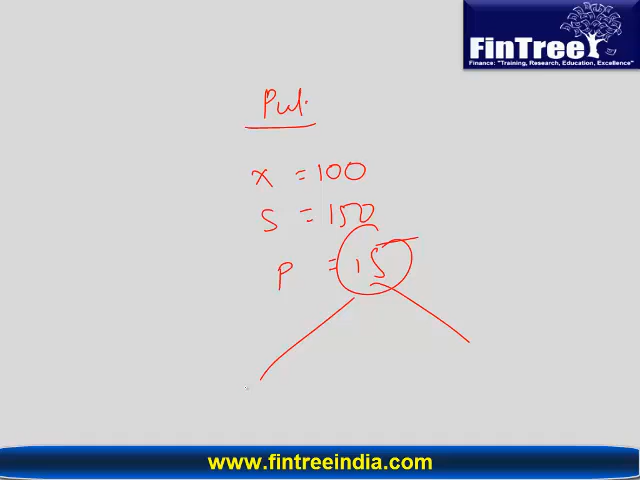 FinTree
Finance: "Training, Research, Education, Excellence"
Put.
x = 100
S = 150
P = 15
www.fintreeindia.com